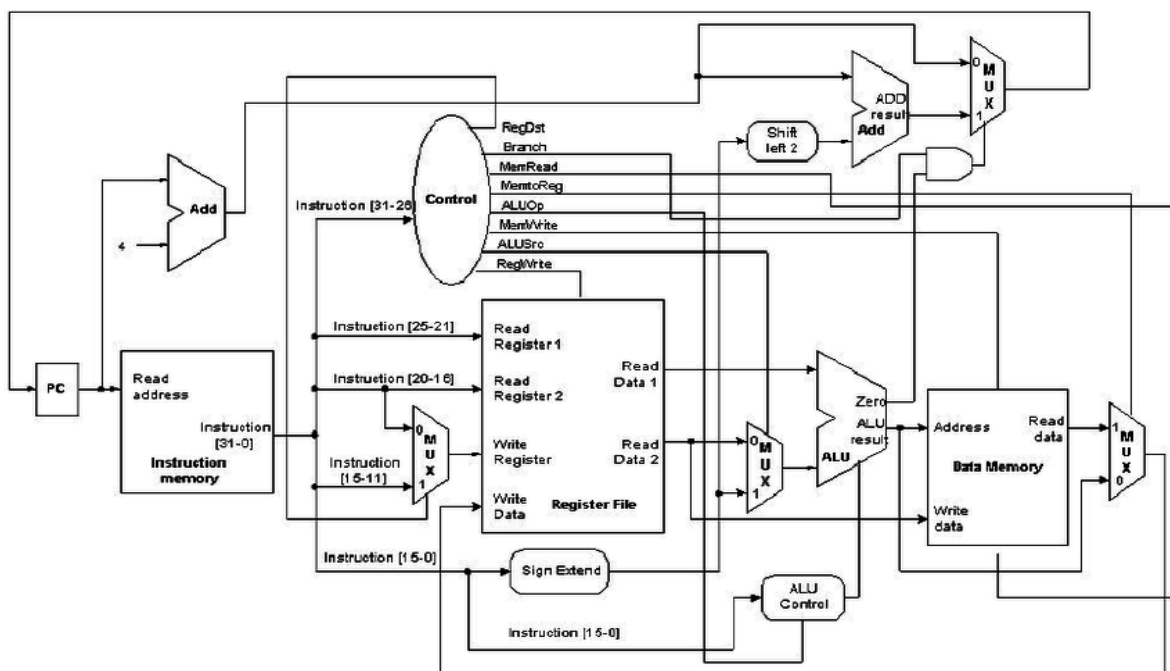 0
M
U
X
1
ADD
result
Add
Shift
left 2
RegDst
Branch
MemRead
MemtoReg
ALUOp
MemWrite
ALUSrc
RegWrite
Control
Instruction [31-26]
Add
4
PC
Read
address
Instruction
[31-0]
Instruction
memory
Instruction [25-21]
Instruction [20-16]
Instruction
[15-11]
0
M
U
X
1
Read
Register 1
Read
Register 2
Write
Register
Write
Data
Read
Data 1
Read
Data 2
Register File
0
M
U
X
1
Zero
ALU
result
ALU
Address
Read
data
Data Memory
Write
data
1
M
U
X
0
Instruction [15-0]
Sign Extend
ALU
Control
Instruction [15-0]